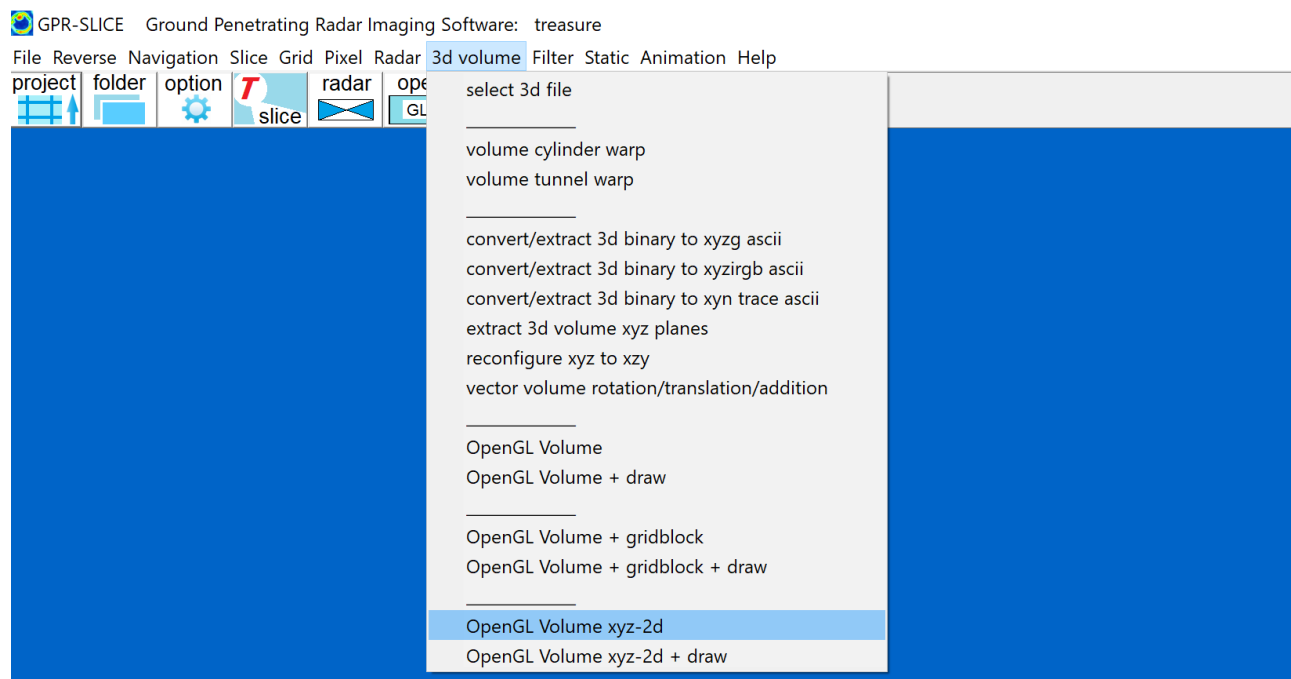 GPR-SLICE Ground Penetrating Radar Imaging Software: treasure
File Reverse Navigation Slice Grid Pixel Radar 3d volume Filter Static Animation Help
project folder option T slice radar ope GL
select 3d file
volume cylinder warp
volume tunnel warp
convert/extract 3d binary to xyzg ascii
convert/extract 3d binary to xyzirgb ascii
convert/extract 3d binary to xyn trace ascii
extract 3d volume xyz planes
reconfigure xyz to xzy
vector volume rotation/translation/addition
OpenGL Volume
OpenGL Volume + draw
OpenGL Volume + gridblock
OpenGL Volume + gridblock + draw
OpenGL Volume xyz-2d
OpenGL Volume xyz-2d + draw